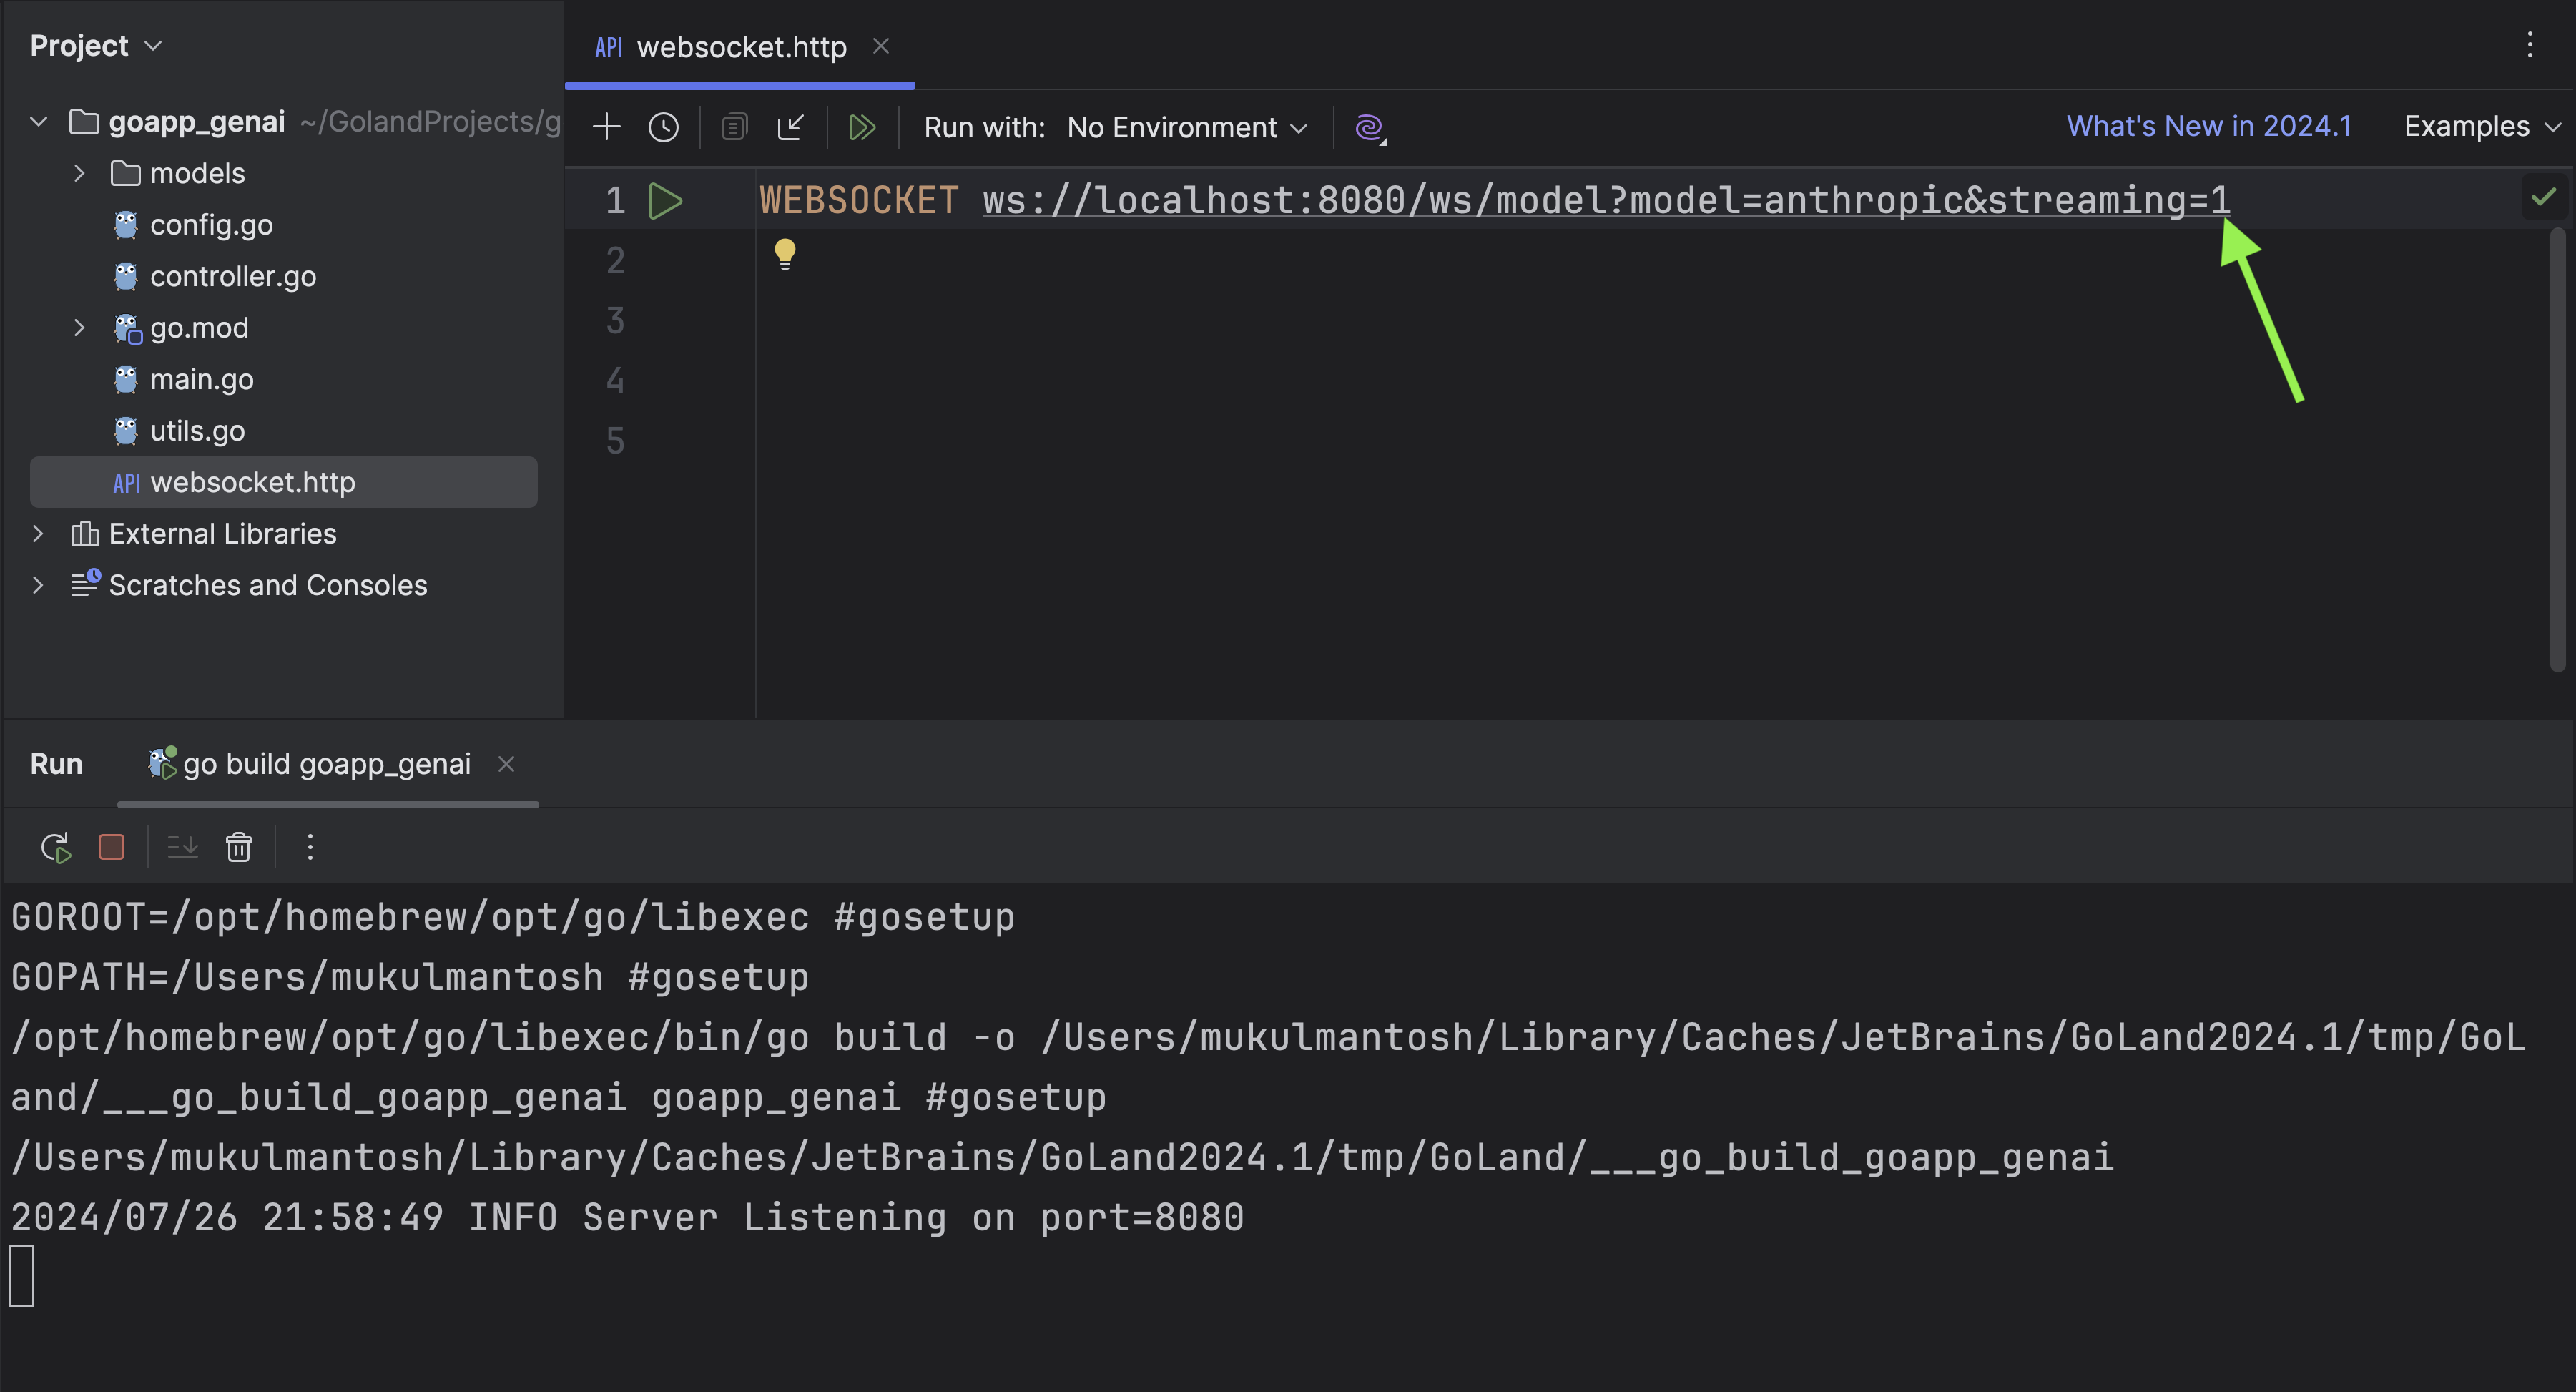 Project
goapp_genai ~/GolandProjects/g
models
config.go
controller.go
go.mod
main.go
utils.go
API websocket.http
External Libraries
Scratches and Consoles
API websocket.http
Run with: No Environment
What's New in 2024.1 Examples
1 WEBSOCKET ws://localhost:8080/ws/model?model=anthropic&streaming=1
2
3
4
5
Run go build goapp_genai
GOROOT=/opt/homebrew/opt/go/libexec #gosetup
GOPATH=/Users/mukulmantosh #gosetup
/opt/homebrew/opt/go/libexec/bin/go build -o /Users/mukulmantosh/Library/Caches/JetBrains/GoLand2024.1/tmp/GoL
and/___go_build_goapp_genai goapp_genai #gosetup
/Users/mukulmantosh/Library/Caches/JetBrains/GoLand2024.1/tmp/GoLand/___go_build_goapp_genai
2024/07/26 21:58:49 INFO Server Listening on port=8080